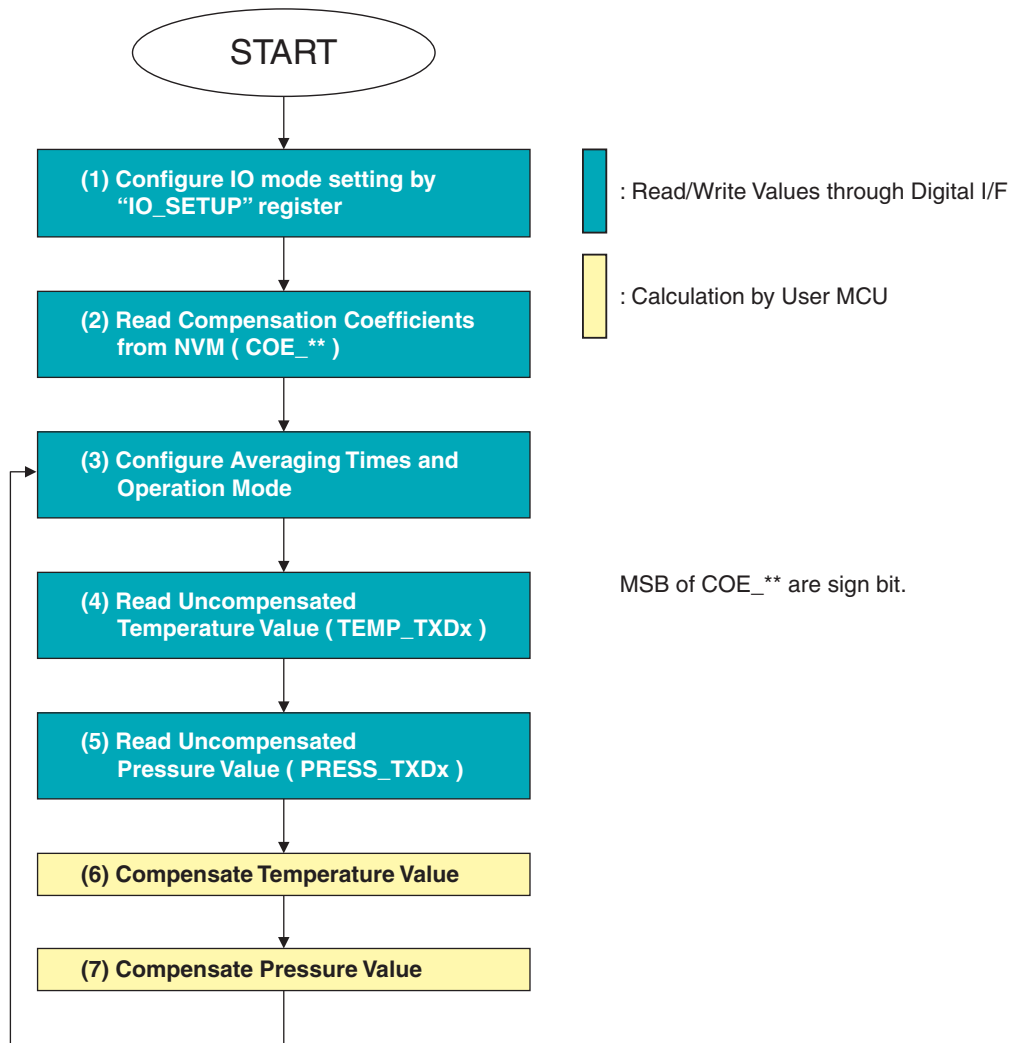 START
(1) Configure IO mode setting by
“IO_SETUP” register
: Read/Write Values through Digital I/F
: Calculation by User MCU
(2) Read Compensation Coefficients
from NVM ( COE_** )
(3) Configure Averaging Times and
Operation Mode
(4) Read Uncompensated
Temperature Value ( TEMP_TXDx )
MSB of COE_** are sign bit.
(5) Read Uncompensated
Pressure Value ( PRESS_TXDx )
(6) Compensate Temperature Value
(7) Compensate Pressure Value